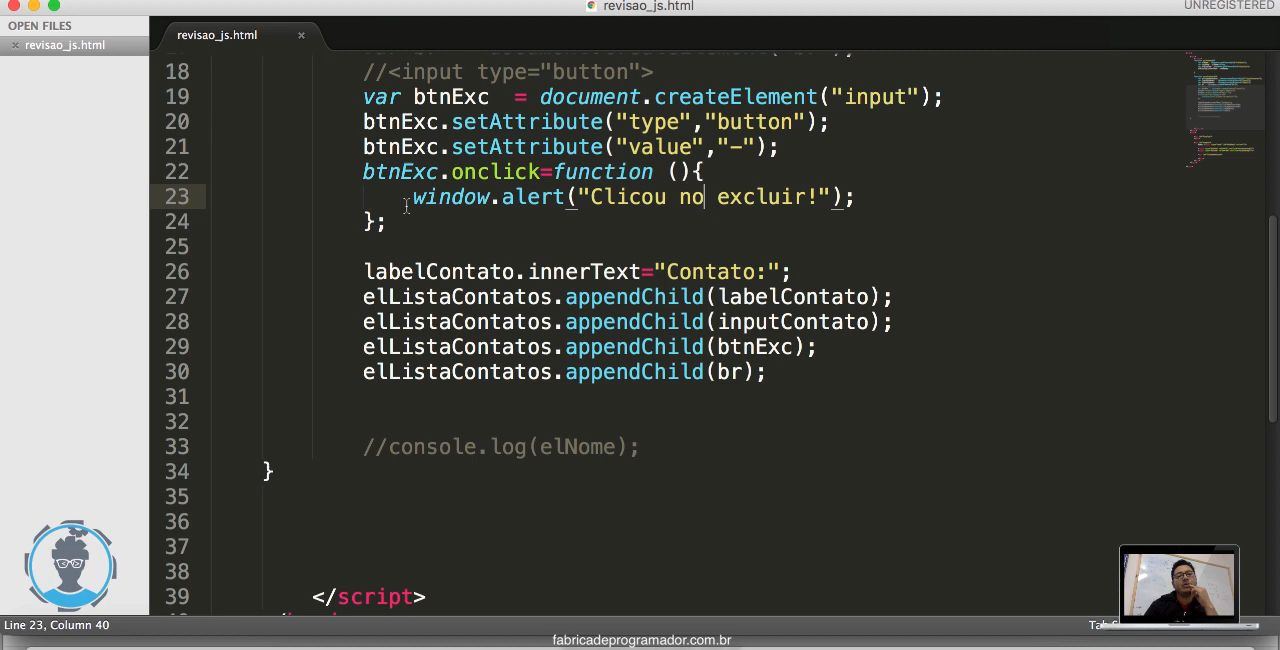 revisao_js.html
UNREGISTERED
OPEN FILES
× revisao_js.html
revisao_js.html ×
18 //<input type="button">
19 var btnExc = document.createElement("input");
20 btnExc.setAttribute("type","button");
21 btnExc.setAttribute("value","-");
22 btnExc.onclick=function (){
23 window.alert("Clicou no excluir!");
24 };
25
26 labelContato.innerText="Contato:";
27 elListaContatos.appendChild(labelContato);
28 elListaContatos.appendChild(inputContato);
29 elListaContatos.appendChild(btnExc);
30 elListaContatos.appendChild(br);
31
32
33 //console.log(elNome);
34 }
35
36
37
38
39 </script>
Line 23, Column 40
fabricadeprogramador.com.br